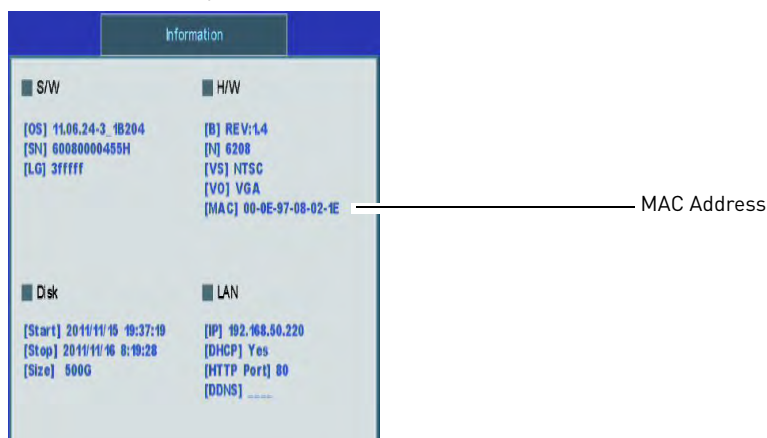 Information
S/W
[OS] 11.06.24-3_1B204
[SN] 60080000455H
[LG] 3fffff
H/W
[B] REV:1.4
[N] 6208
[VS] NTSC
[VO] VGA
[MAC] 00-0E-97-08-02-1E
MAC Address
Disk
[Start] 2011/11/15 19:37:19
[Stop] 2011/11/16 8:19:28
[Size] 500G
LAN
[IP] 192.168.50.220
[DHCP] Yes
[HTTP Port] 80
[DDNS] ____